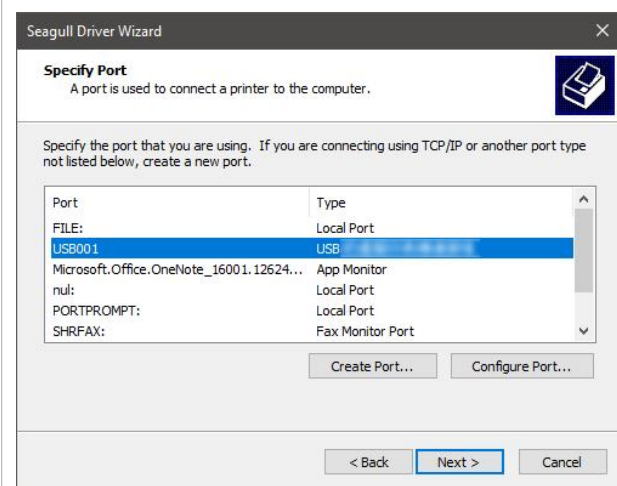 Seagull Driver Wizard
Specify Port
A port is used to connect a printer to the computer.
Specify the port that you are using. If you are connecting using TCP/IP or another port type
not listed below, create a new port.
Port Type
FILE: Local Port
USB001 USB
Microsoft.Office.OneNote_16001.12624... App Monitor
nul: Local Port
PORTPROMPT: Local Port
SHRFAX: Fax Monitor Port
Create Port... Configure Port...
< Back Next > Cancel